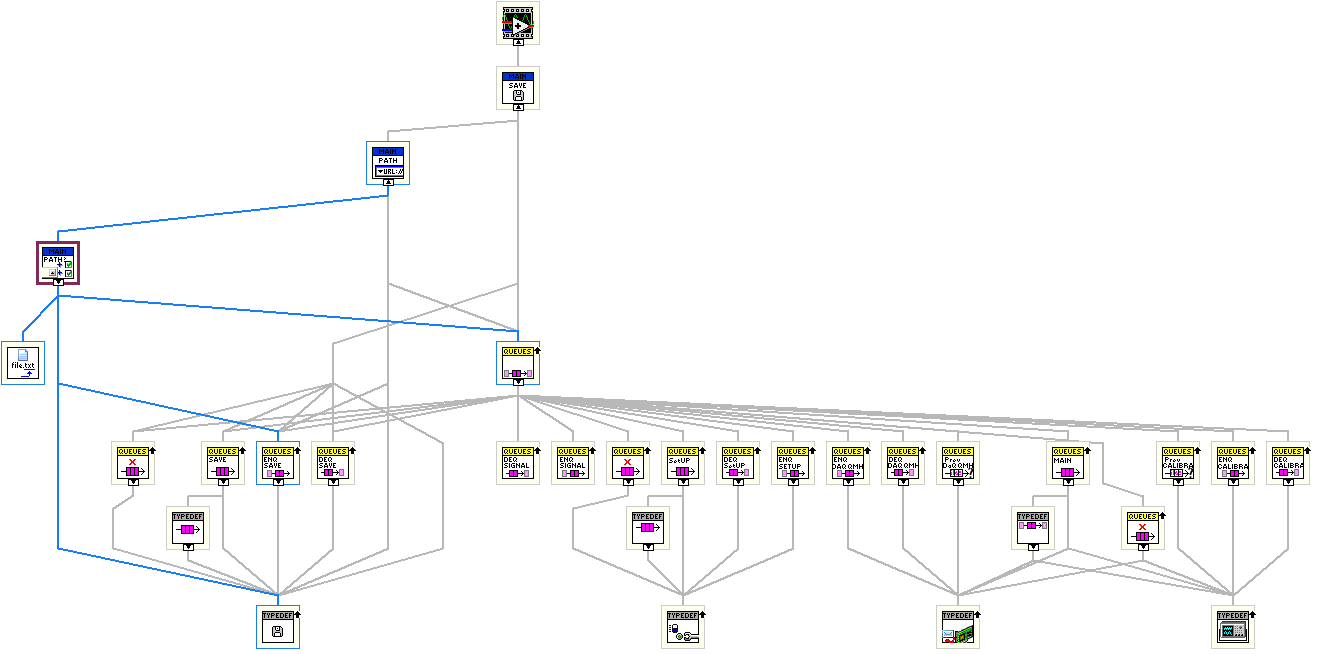 MAIN
SAVE
MAIN
PATH
URL://
MAIN
PATH
file.txt
QUEUES
QUEUES
QUEUES
SAVE
QUEUES
ENQ
SAVE
QUEUES
DEQ
SAVE
QUEUES
DEQ
SIGNAL
QUEUES
ENQ
SIGNAL
QUEUES
QUEUES
SetUP
QUEUES
DEQ
SetUP
QUEUES
ENQ
SETUP
QUEUES
ENQ
DAQQMH
QUEUES
DEQ
DAQQMH
QUEUES
Prev
DaQQMH
QUEUES
MAIN
QUEUES
Prev
CALIBRA
QUEUES
ENQ
CALIBRA
QUEUES
DEQ
CALIBRA
TYPEDEF
TYPEDEF
TYPEDEF
QUEUES
TYPEDEF
TYPEDEF
TYPEDEF
TYPEDEF